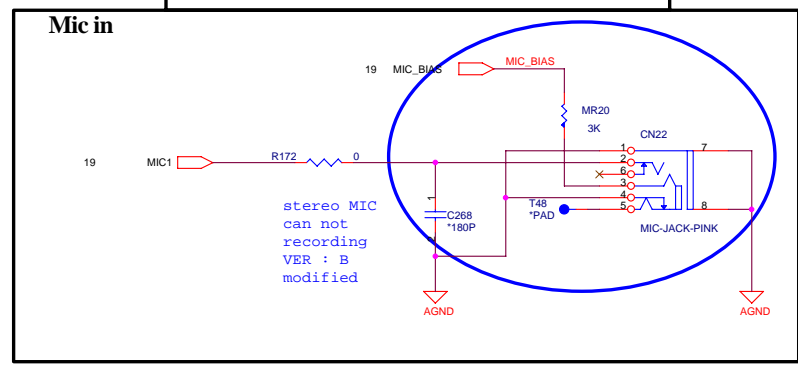 Mic in
19 MIC_BIAS MIC_BIAS
MR20
3K
CN22
19 MIC1 R172 0
1 7
2
6
3
4
5 8
T48
*PAD
MIC-JACK-PINK
1
C268
*180P
stereo MIC
can not
recording
VER : B
modified
AGND AGND